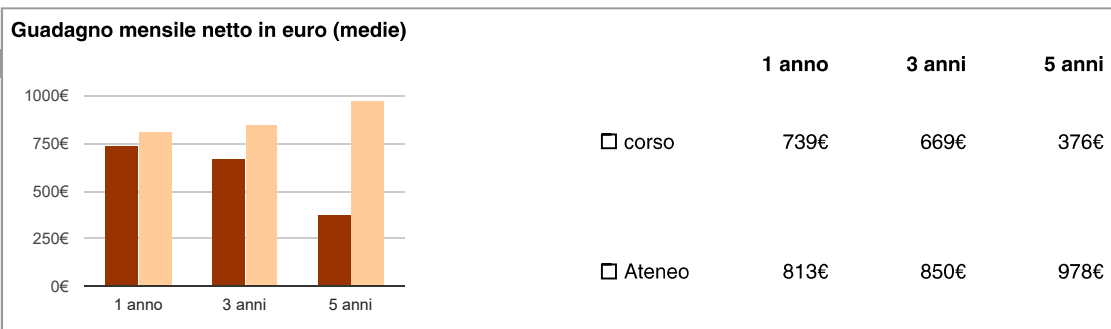 Guadagno mensile netto in euro (medie)
1 anno 3 anni 5 anni
1000€
750€
500€
250€
0€
1 anno 3 anni 5 anni
corso 739€ 669€ 376€
Ateneo 813€ 850€ 978€